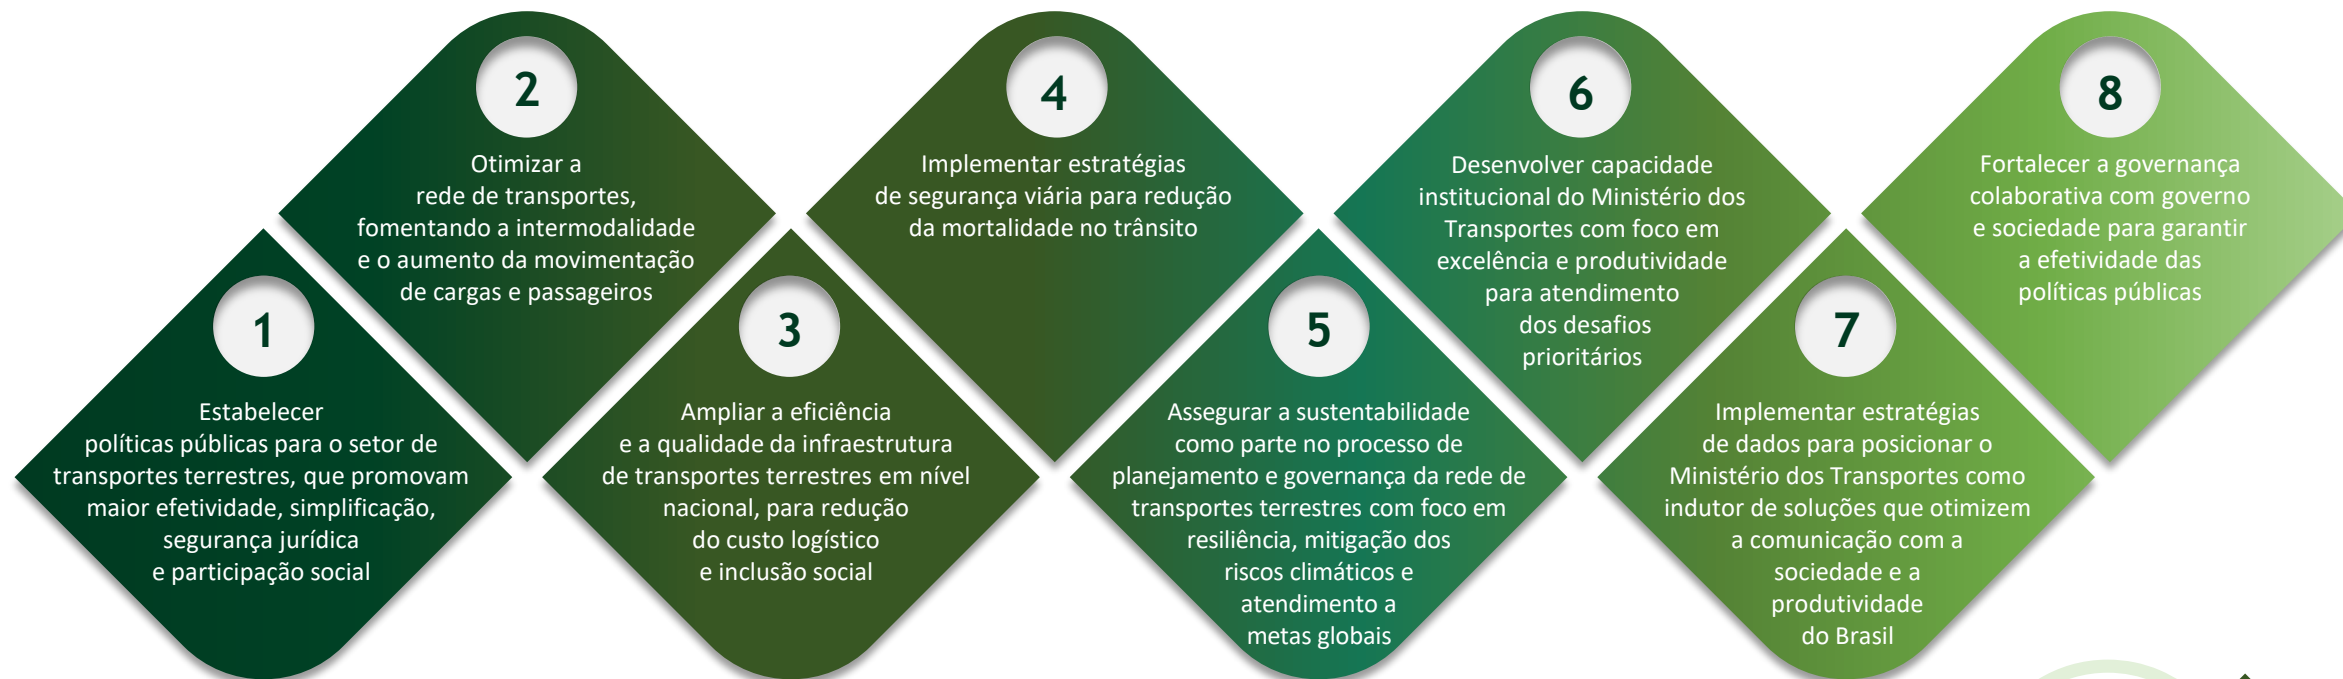 1
Estabelecer
políticas públicas para o setor de
transportes terrestres, que promovam
maior efetividade, simplificação,
segurança jurídica
e participação social
2
Otimizar a
rede de transportes,
fomentando a intermodalidade
e o aumento da movimentação
de cargas e passageiros
3
Ampliar a eficiência
e a qualidade da infraestrutura
de transportes terrestres em nível
nacional, para redução
do custo logístico
e inclusão social
4
Implementar estratégias
de segurança viária para redução
da mortalidade no trânsito
5
Assegurar a sustentabilidade
como parte no processo de
planejamento e governança da rede de
transportes terrestres com foco em
resiliência, mitigação dos
riscos climáticos e
atendimento a
metas globais
6
Desenvolver capacidade
institucional do Ministério dos
Transportes com foco em
excelência e produtividade
para atendimento
dos desafios
prioritários
7
Implementar estratégias
de dados para posicionar o
Ministério dos Transportes como
indutor de soluções que otimizem
a comunicação com a
sociedade e a
produtividade
do Brasil
8
Fortalecer a governança
colaborativa com governo
e sociedade para garantir
a efetividade das
políticas públicas